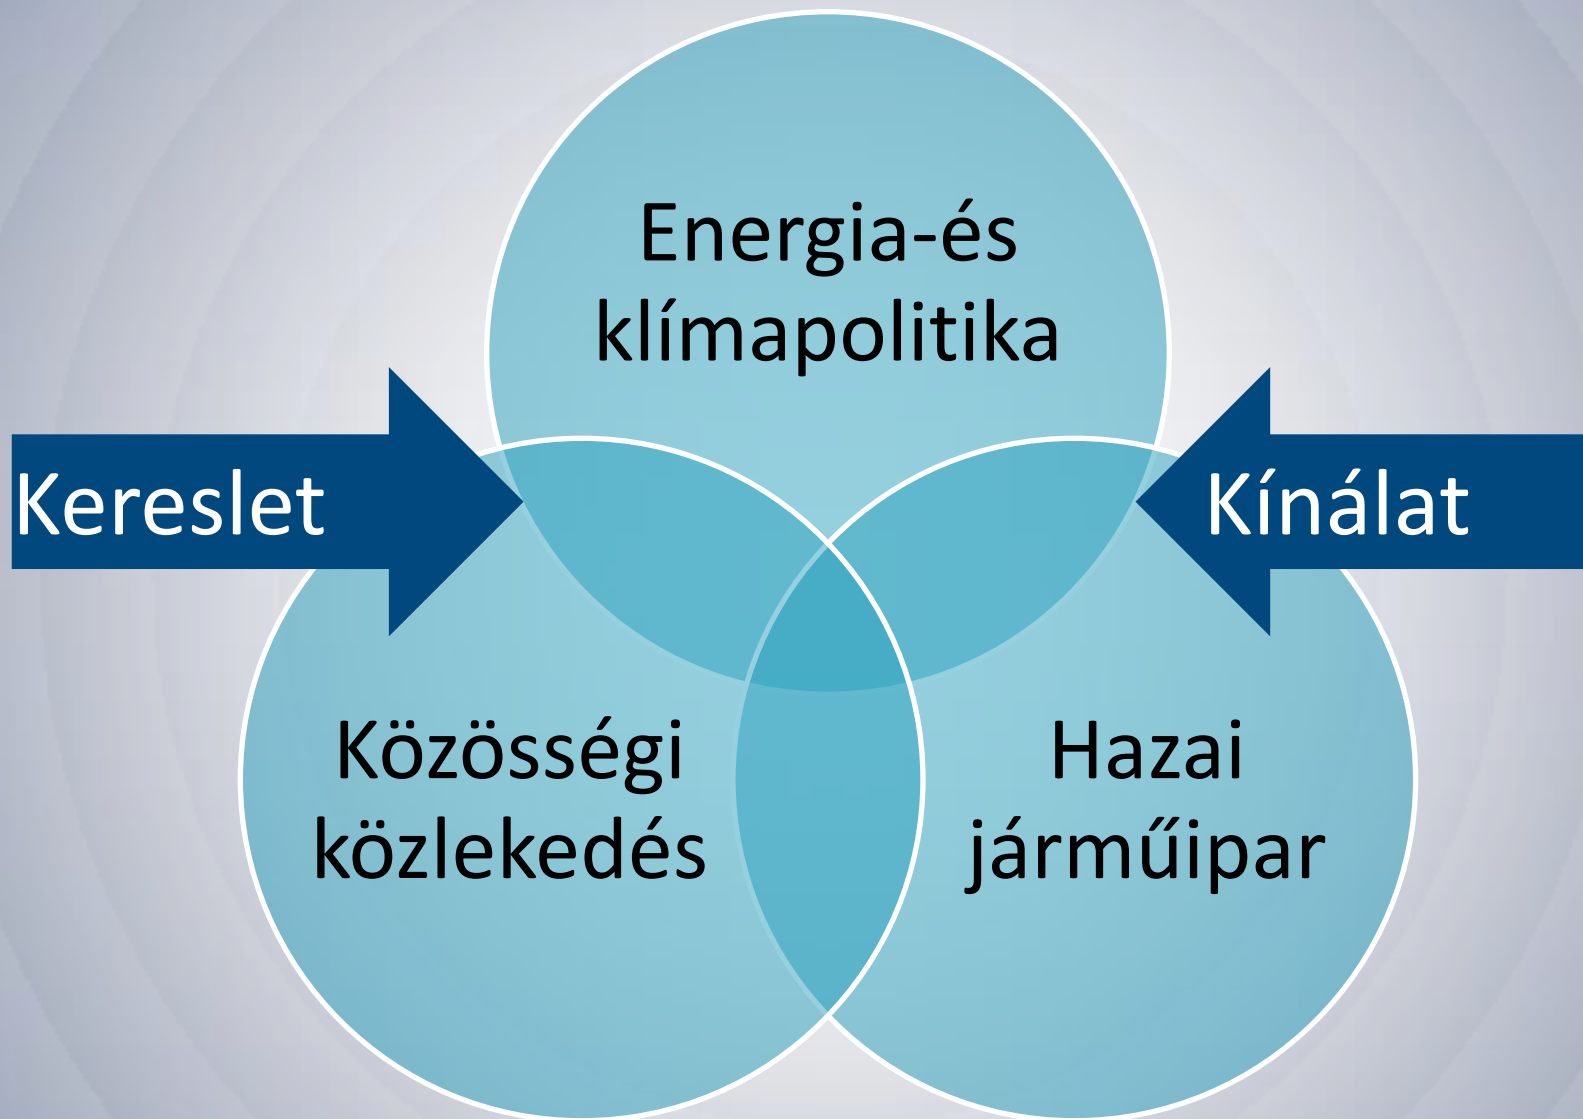 Energia-és
klímapolitika
Kereslet
Kínálat
Közösségi
közlekedés
Hazai
járműipar